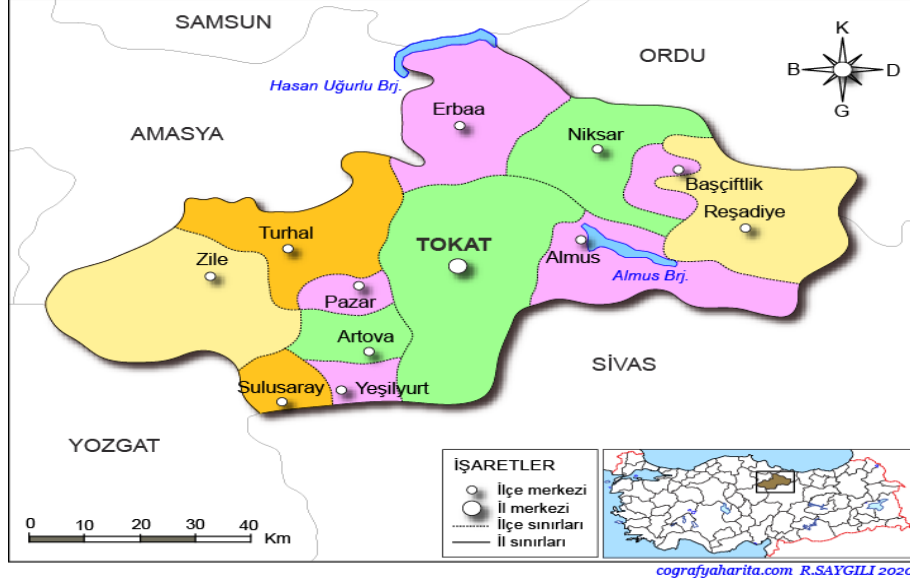 SAMSUN
ORDU
K
B D
G
Hasan Uğurlu Brj.
Erbaa
AMASYA
Niksar
Başçiftlik
Reşadiye
Turhal
TOKAT
Almus
Zile
Almus Brj.
Pazar
Artova
SİVAS
Sulusaray
Yeşilyurt
YOZGAT
İŞARETLER
İlçe merkezi
İl merkezi
İlçe sınırları
İl sınırları
0 10 20 30 40
Km
cografyaharita.com R.SAYGILI 2020